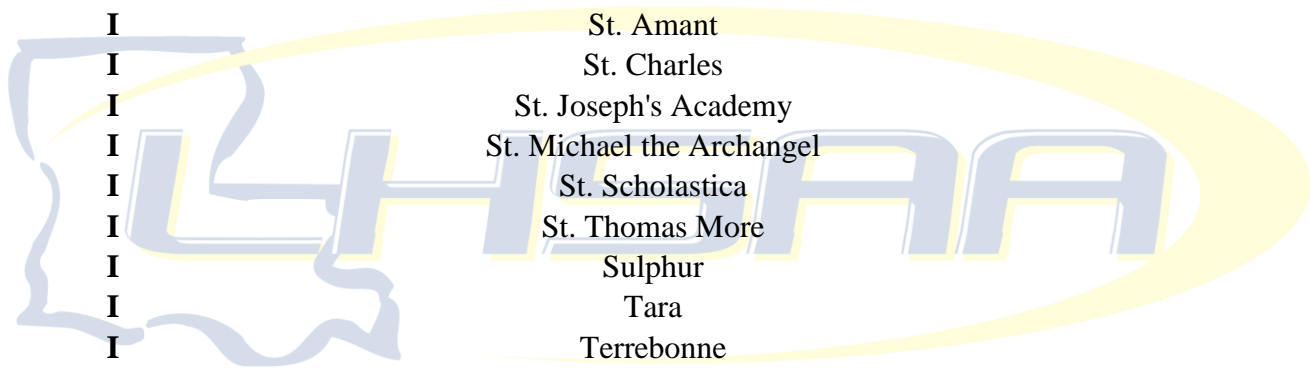 I St. Amant
I St. Charles
I St. Joseph's Academy
I St. Michael the Archangel
I St. Scholastica
I St. Thomas More
I Sulphur
I Tara
I Terrebonne
LHSAA